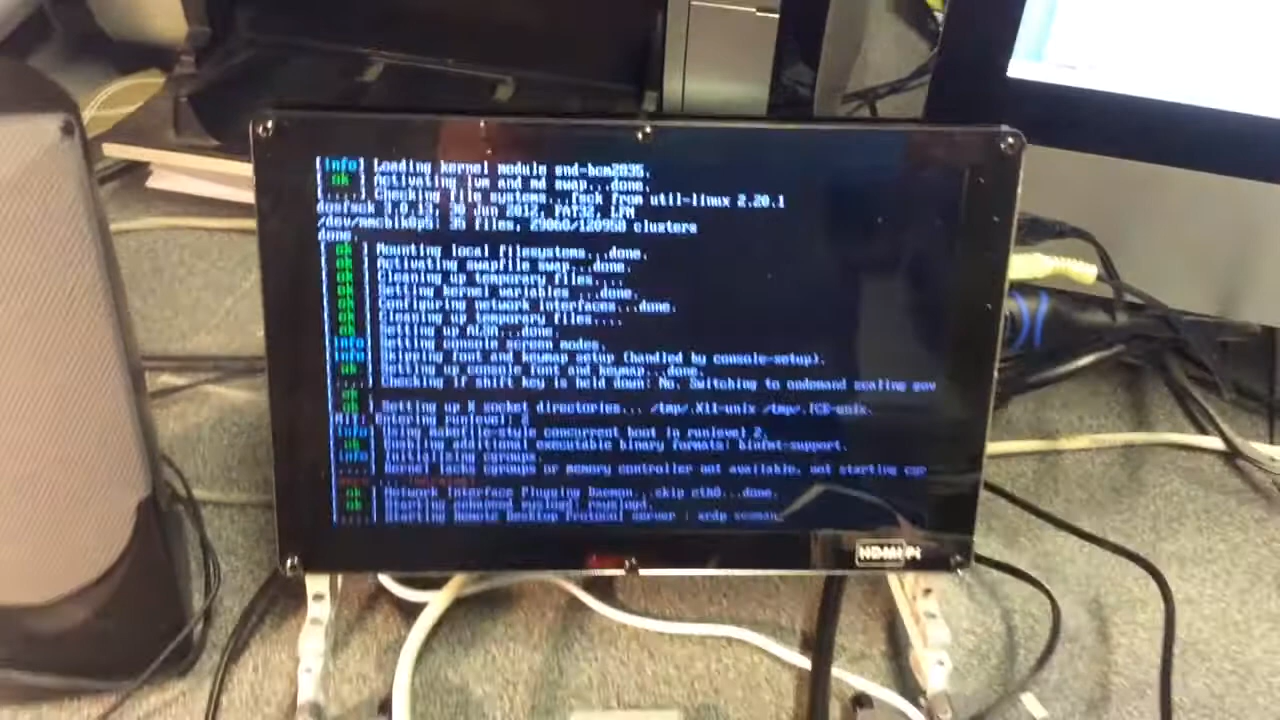 [info] Loading kernel module snd-bcm2835.
[ ok ] Activating lvm and md swap...done.
[....] Checking file systems...fsck from util-linux 2.20.1
dosfsck 3.0.13, 30 Jun 2012, FAT32, LFN
/dev/mmcblk0p5: 35 files, 29060/120958 clusters
done.
[ ok ] Mounting local filesystems...done.
[ ok ] Activating swapfile swap...done.
[ ok ] Cleaning up temporary files....
[ ok ] Setting kernel variables ...done.
[ ok ] Configuring network interfaces...done.
[ ok ] Cleaning up temporary files....
[ ok ] Setting up ALSA...done.
[info] Setting console screen modes.
[info] Skipping font and keymap setup (handled by console-setup).
[ ok ] Setting up console font and keymap...done.
[....] Checking if shift key is held down: No. Switching to ondemand scaling gov
ok
[ ok ] Setting up X socket directories... /tmp/.X11-unix /tmp/.ICE-unix.
INIT: Entering runlevel: 2
[info] Using makefile-style concurrent boot in runlevel 2.
[ ok ] additional executable binary formats: binfmt-support.
[info] Initialising cgroups
[....] Kernel lacks cgroups or memory controller not available, not starting cgr
(warning)
[ ok ] Network Interface Plugging Daemon...skip eth0...done.
[ ok ] Starting enhanced syslogd: rsyslogd.
[....] Starting Remote Desktop Protocol server : xrdp sesman
HDMIPi